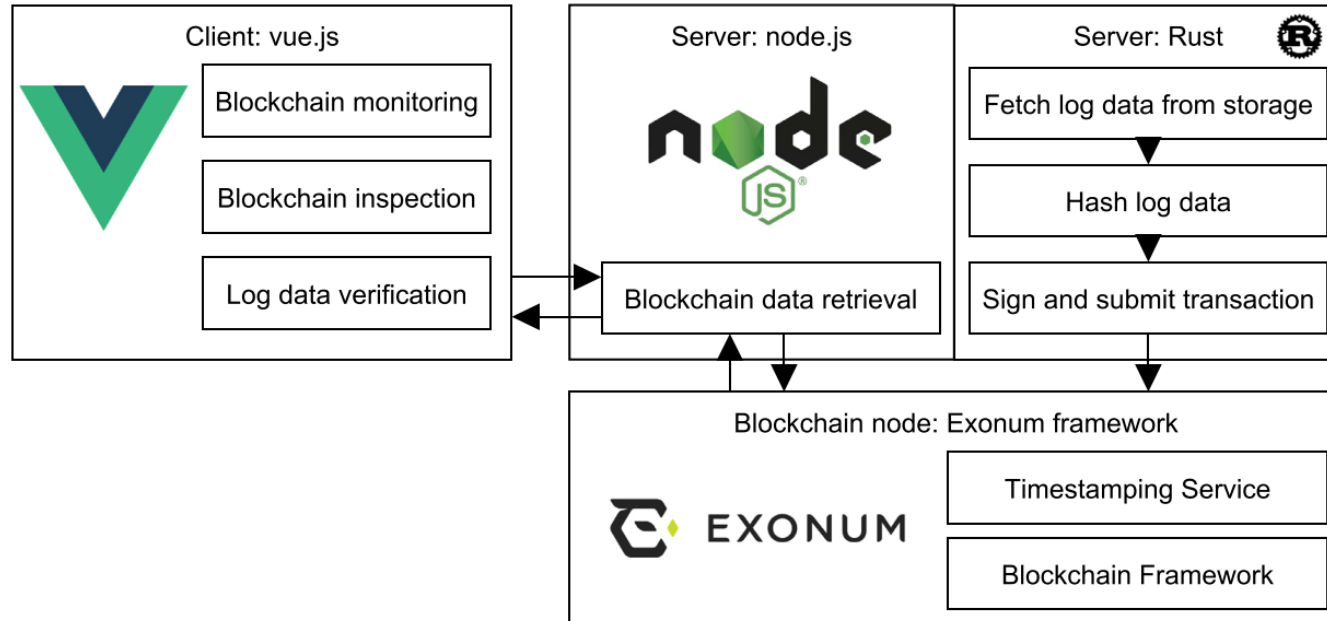 Client: vue.js
Blockchain monitoring
Blockchain inspection
Log data verification
Server: node.js
node
JS®
Blockchain data retrieval
Server: Rust
R
Fetch log data from storage
Hash log data
Sign and submit transaction
Blockchain node: Exonum framework
EXONUM
Timestamping Service
Blockchain Framework